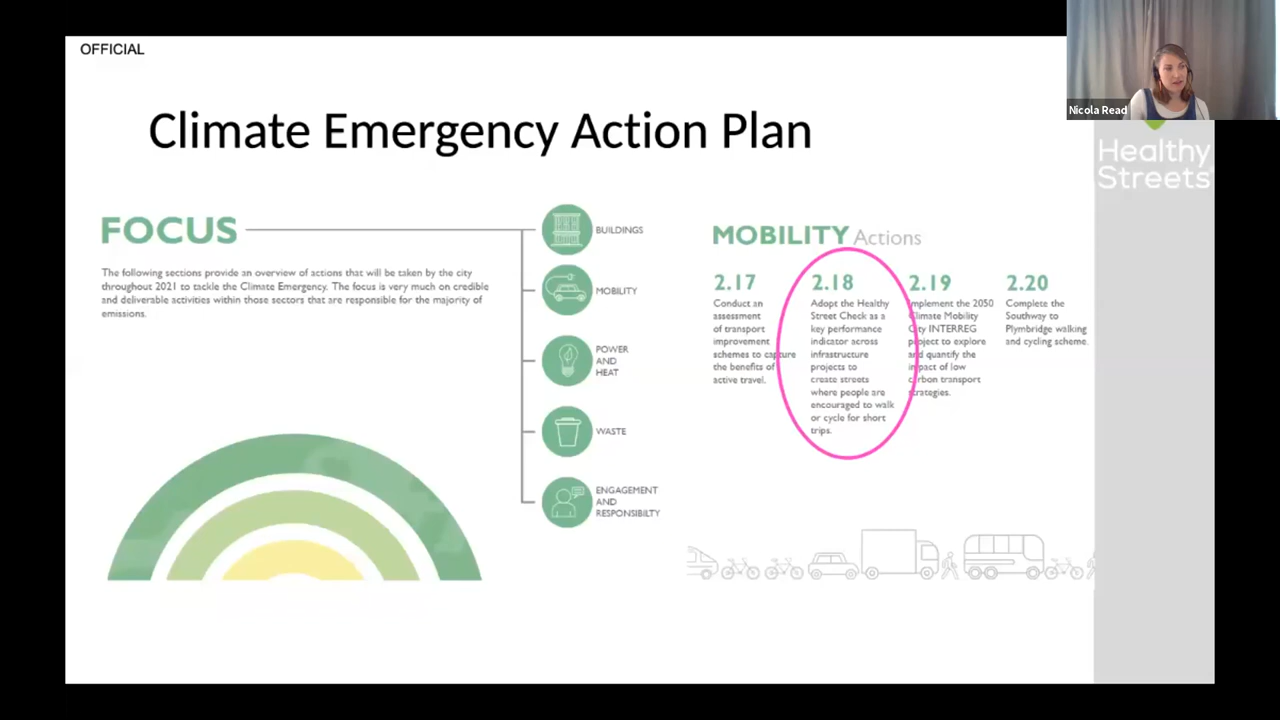 OFFICIAL
Nicola Read
Healthy
Streets
Climate Emergency Action Plan
FOCUS
The following sections provide an overview of actions that will be taken by the city
throughout 2021 to tackle the Climate Emergency. The focus is very much on credible
and deliverable activities within those sectors that are responsible for the majority of
emissions.
BUILDINGS
MOBILITY
POWER
AND
HEAT
WASTE
ENGAGEMENT
AND
RESPONSIBILTY
MOBILITY Actions
2.17
Conduct an
assessment
of transport
improvement
schemes to capture
the benefits of
active travel.
2.18
Adopt the Healthy
Street Check as a
key performance
indicator across
infrastructure
projects to
create streets
where people are
encouraged to walk
or cycle for short
trips.
2.19
Implement the 2050
Climate Mobility
City INTERREG
project to explore
and quantify the
impact of low
carbon transport
strategies.
2.20
Complete the
Southway to
Plymbridge walking
and cycling scheme.